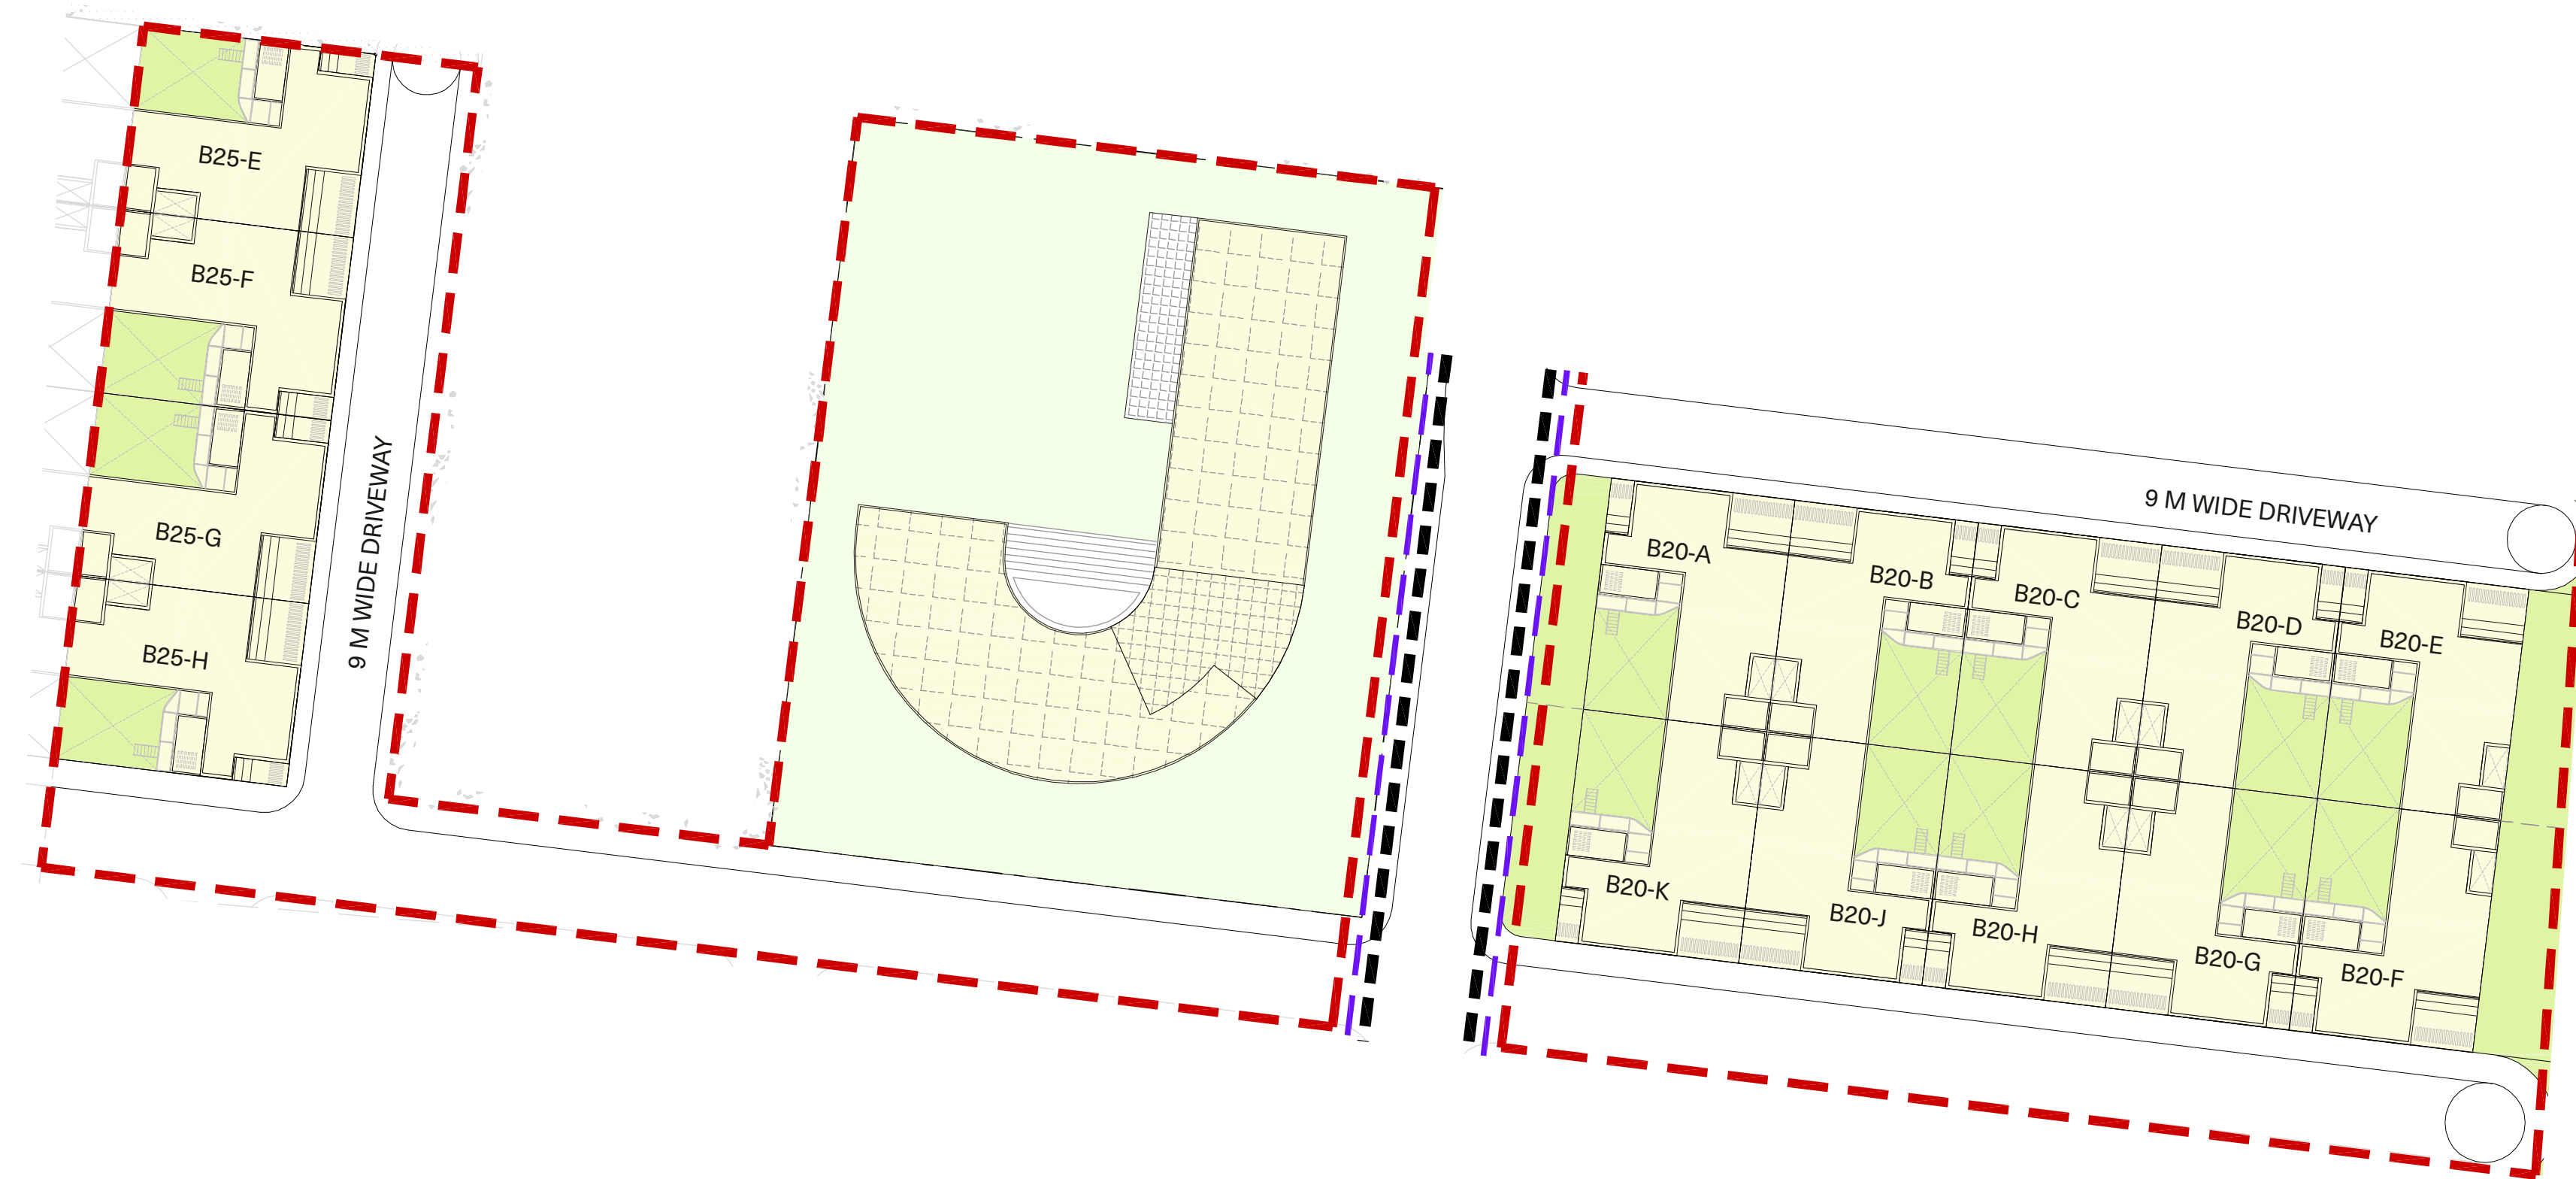 B25-E
B25-F
B25-G
B25-H
9 M WIDE DRIVEWAY
9 M WIDE DRIVEWAY
B20-A
B20-B
B20-C
B20-D
B20-E
B20-K
B20-J
B20-H
B20-G
B20-F